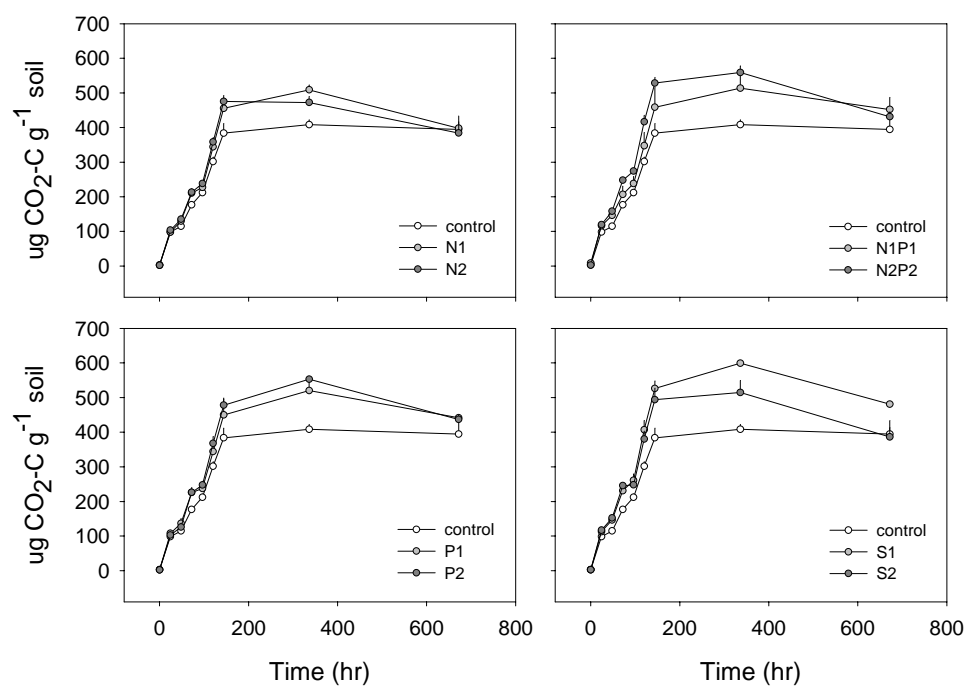 700
600
500
400
300
200
100
0
ug CO₂-C g⁻¹ soil
control
N1
N2
control
N1P1
N2P2
700
600
500
400
300
200
100
0
ug CO₂-C g⁻¹ soil
control
P1
P2
control
S1
S2
0 200 400 600 800
0 200 400 600 800
Time (hr)
Time (hr)